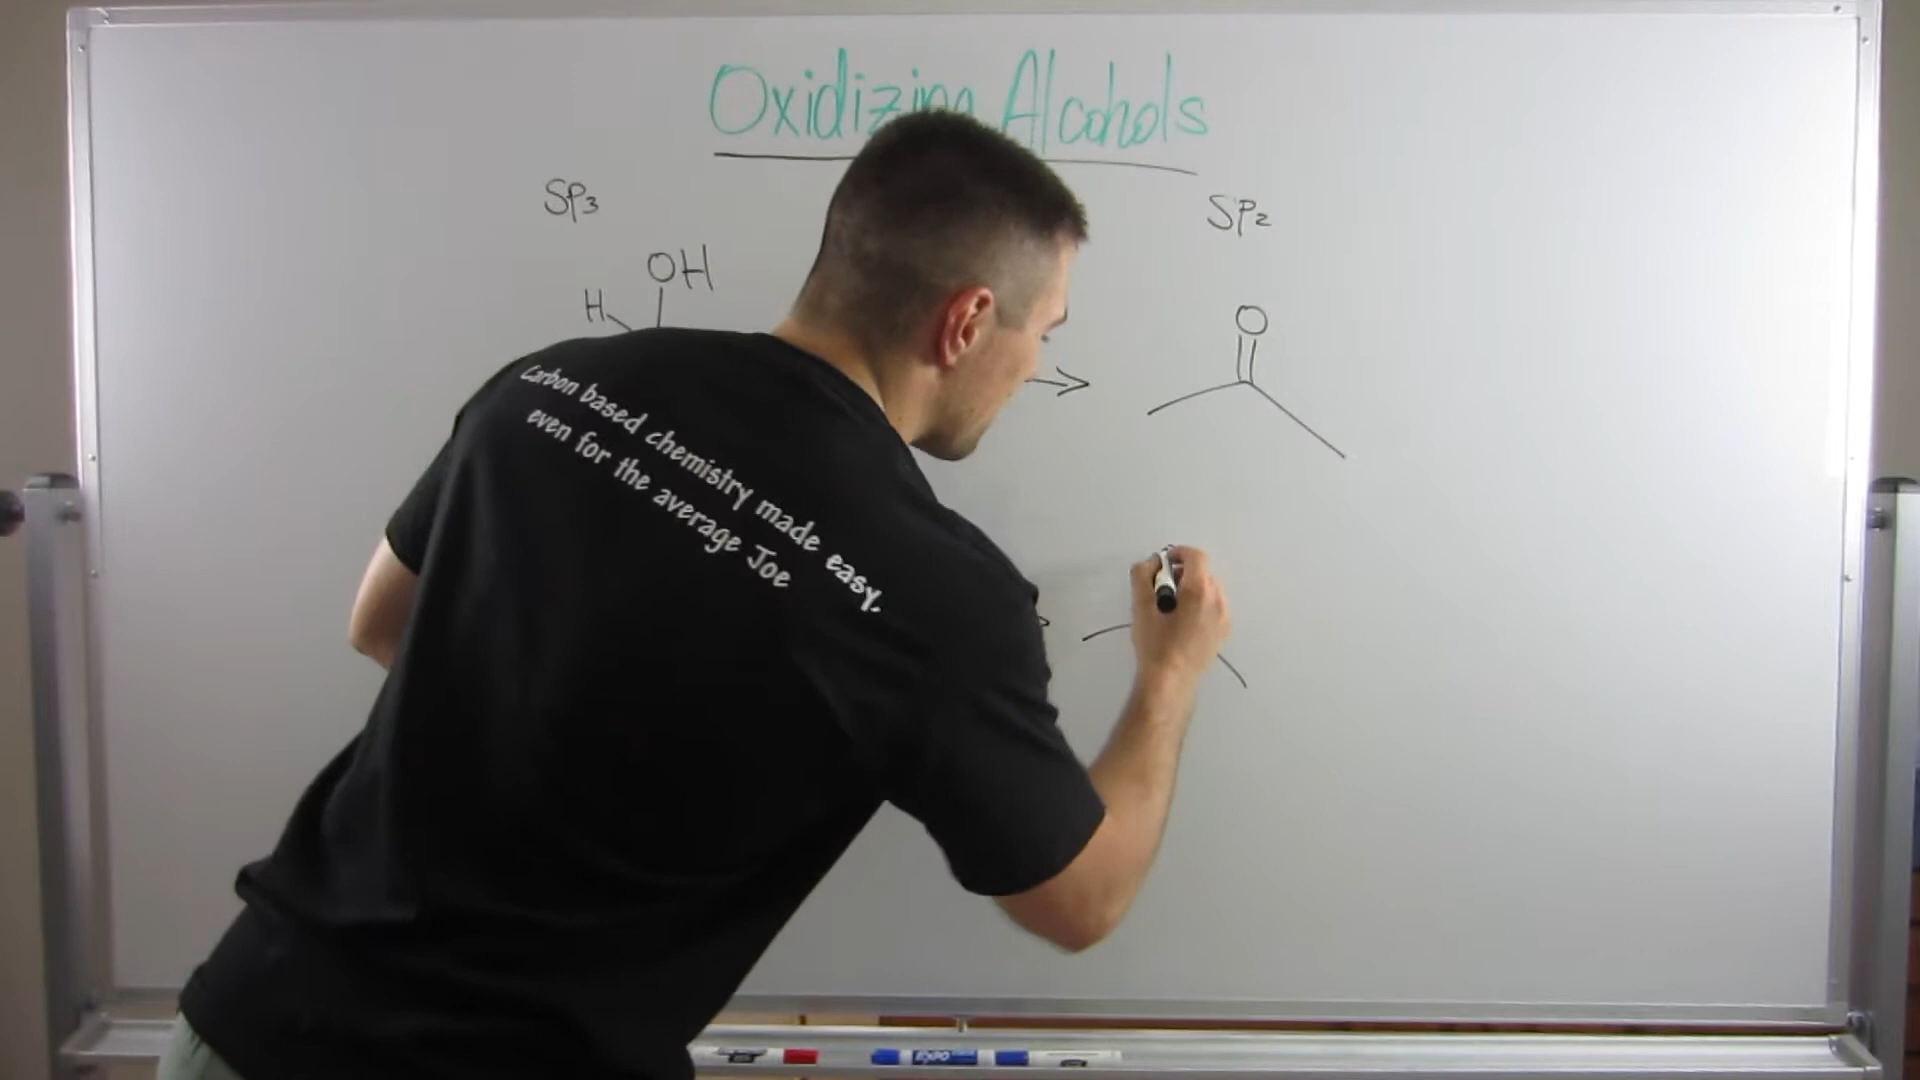 Oxidizing Alcohols
SP3
SP2
OH
H
O
Carbon based chemistry made easy,
even for the average Joe
EXPO